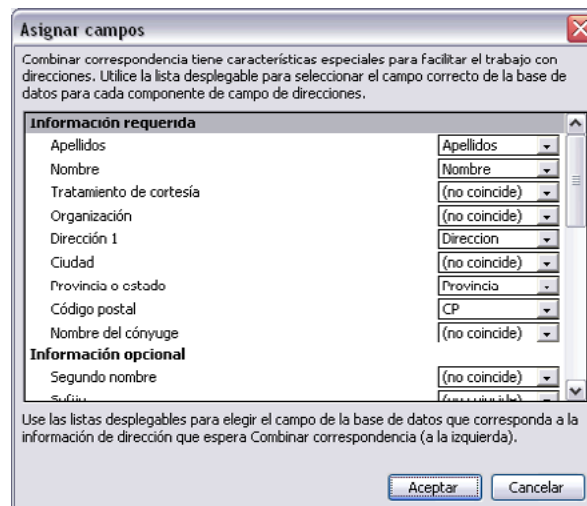 Asignar campos
Combinar correspondencia tiene características especiales para facilitar el trabajo con
direcciones. Utilice la lista desplegable para seleccionar el campo correcto de la base de
datos para cada componente de campo de direcciones.
Información requerida
Apellidos Apellidos
Nombre Nombre
Tratamiento de cortesía (no coincide)
Organización (no coincide)
Dirección 1 Direccion
Ciudad (no coincide)
Provincia o estado Provincia
Código postal CP
Nombre del cónyuge (no coincide)
Información opcional
Segundo nombre (no coincide)
Use las listas desplegables para elegir el campo de la base de datos que corresponda a la
información de dirección que espera Combinar correspondencia (a la izquierda).
Aceptar Cancelar